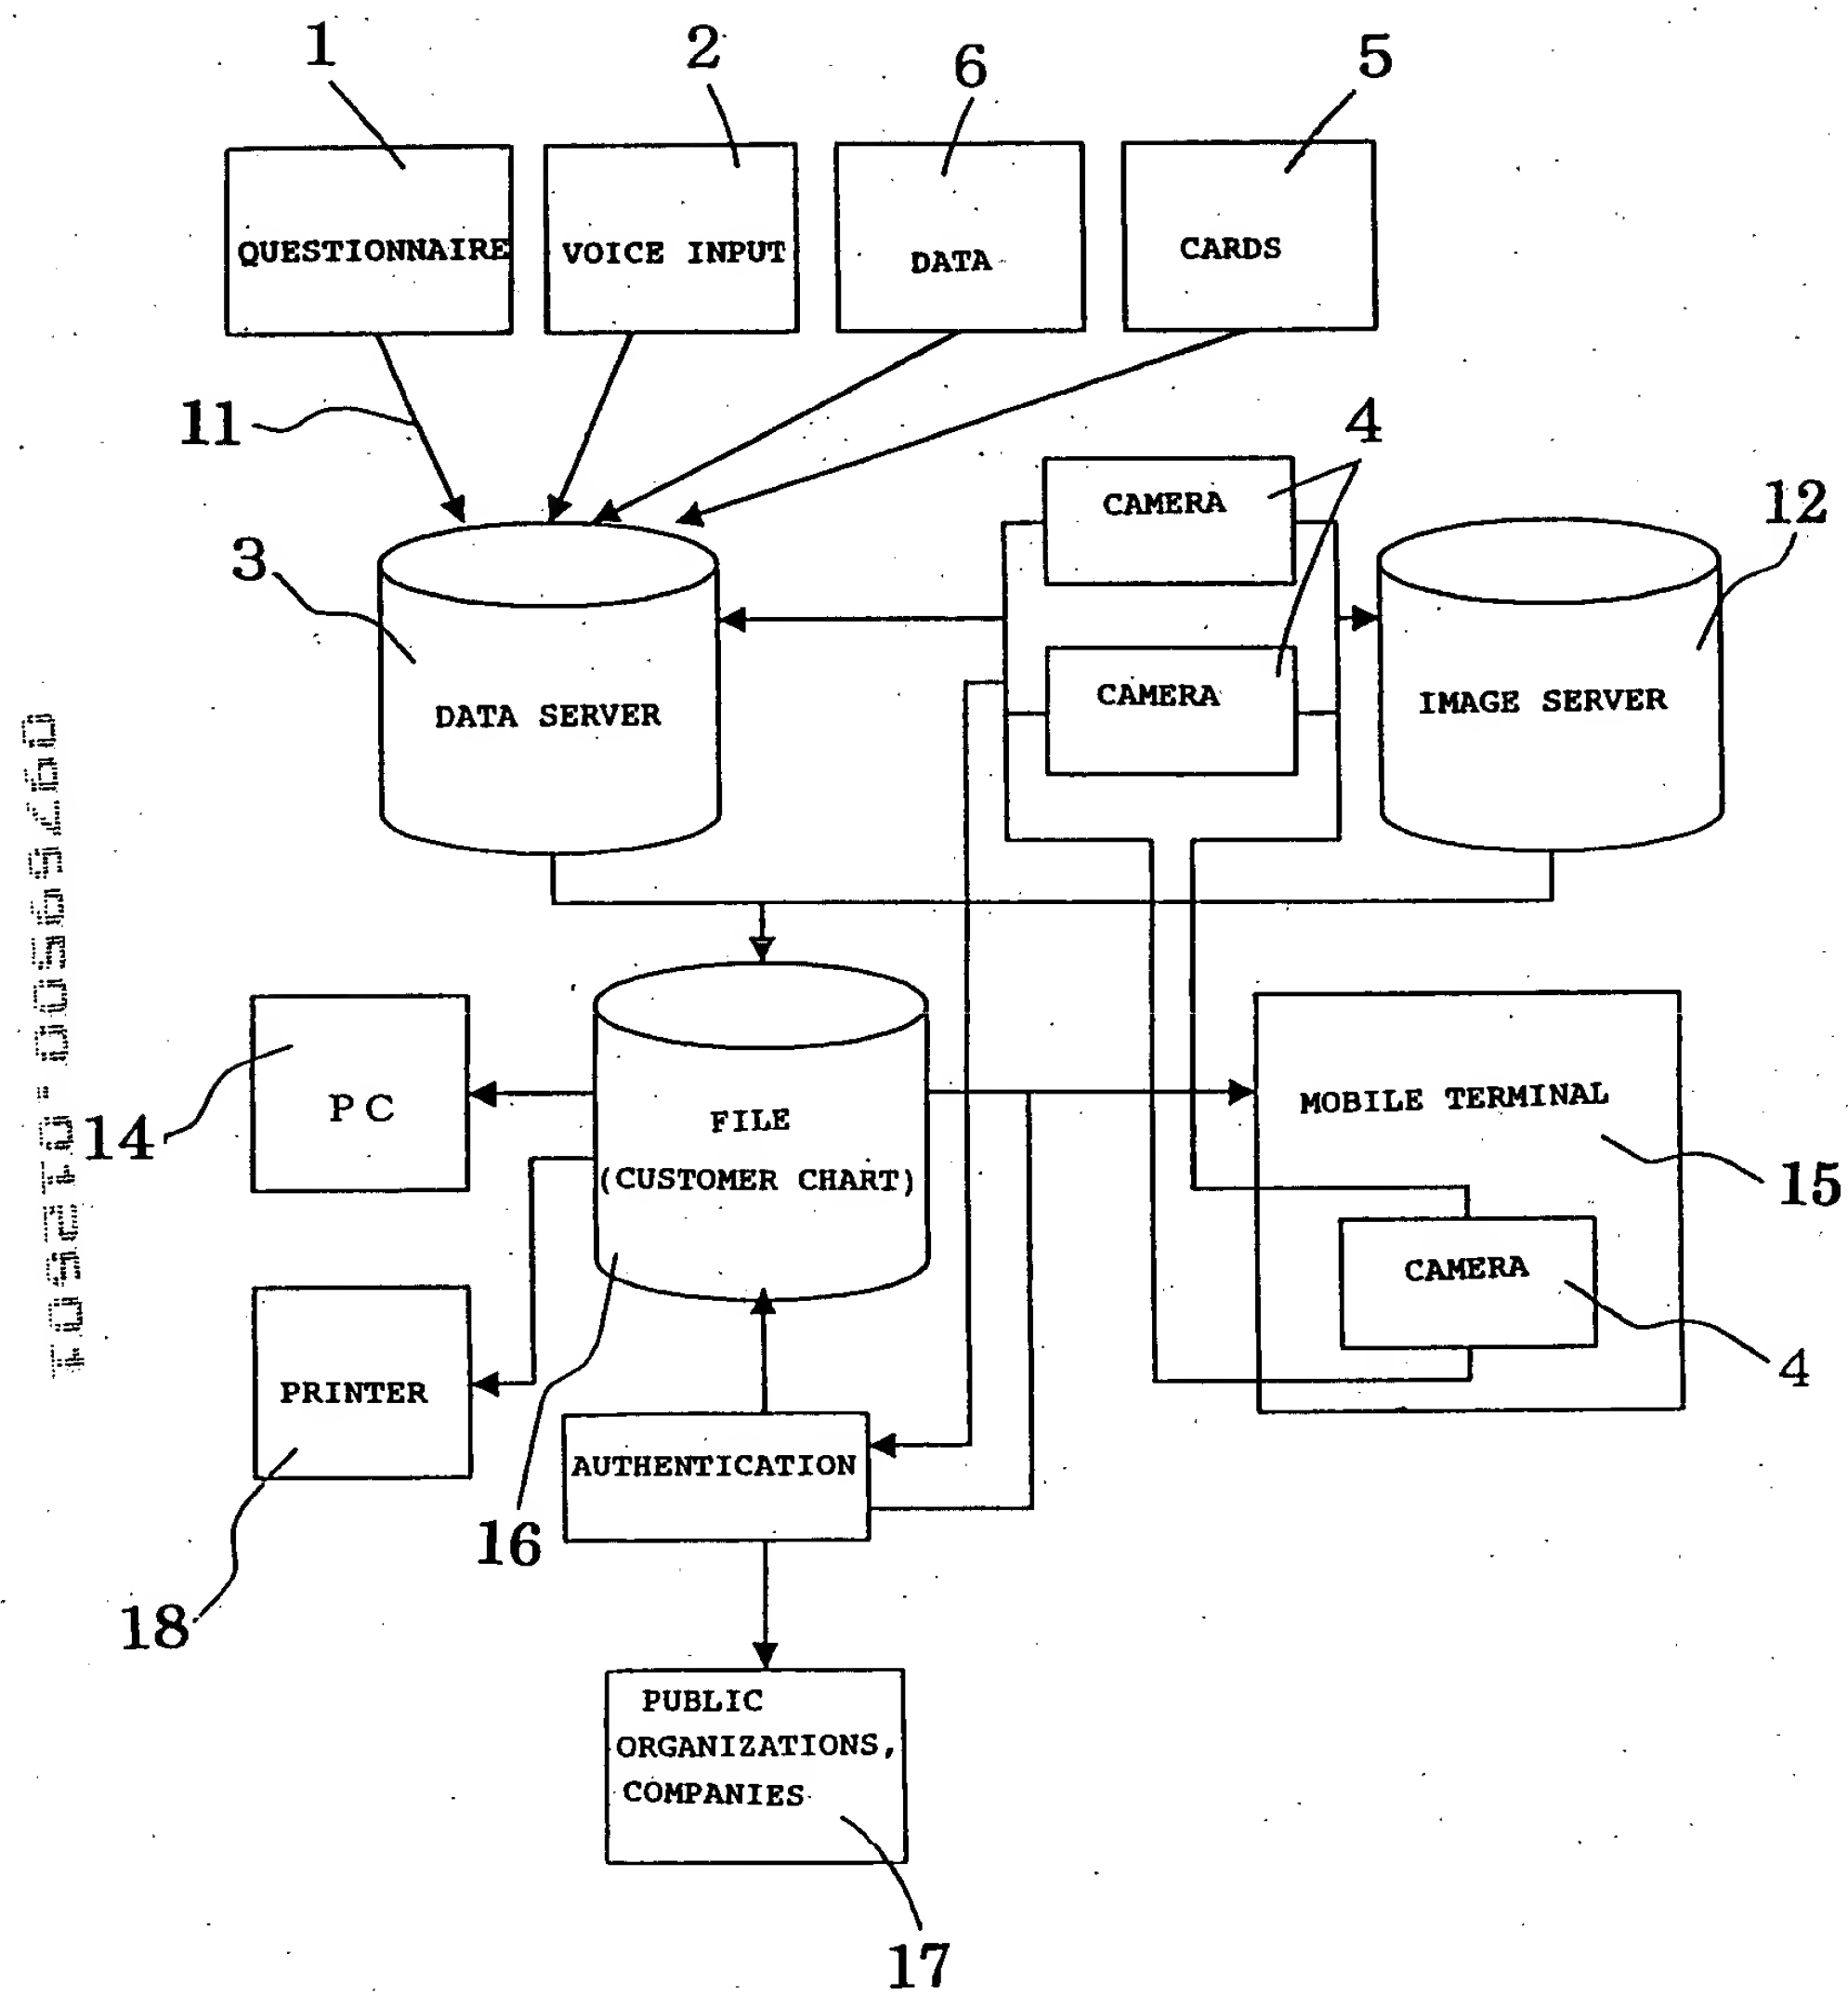 1
2
6
5
QUESTIONNAIRE
VOICE INPUT
DATA
CARDS
11
4
CAMERA
12
3
CAMERA
DATA SERVER
IMAGE SERVER
14
PC
FILE
(CUSTOMER CHART)
MOBILE TERMINAL
15
CAMERA
4
PRINTER
AUTHENTICATION
16
18
PUBLIC
ORGANIZATIONS,
COMPANIES
17